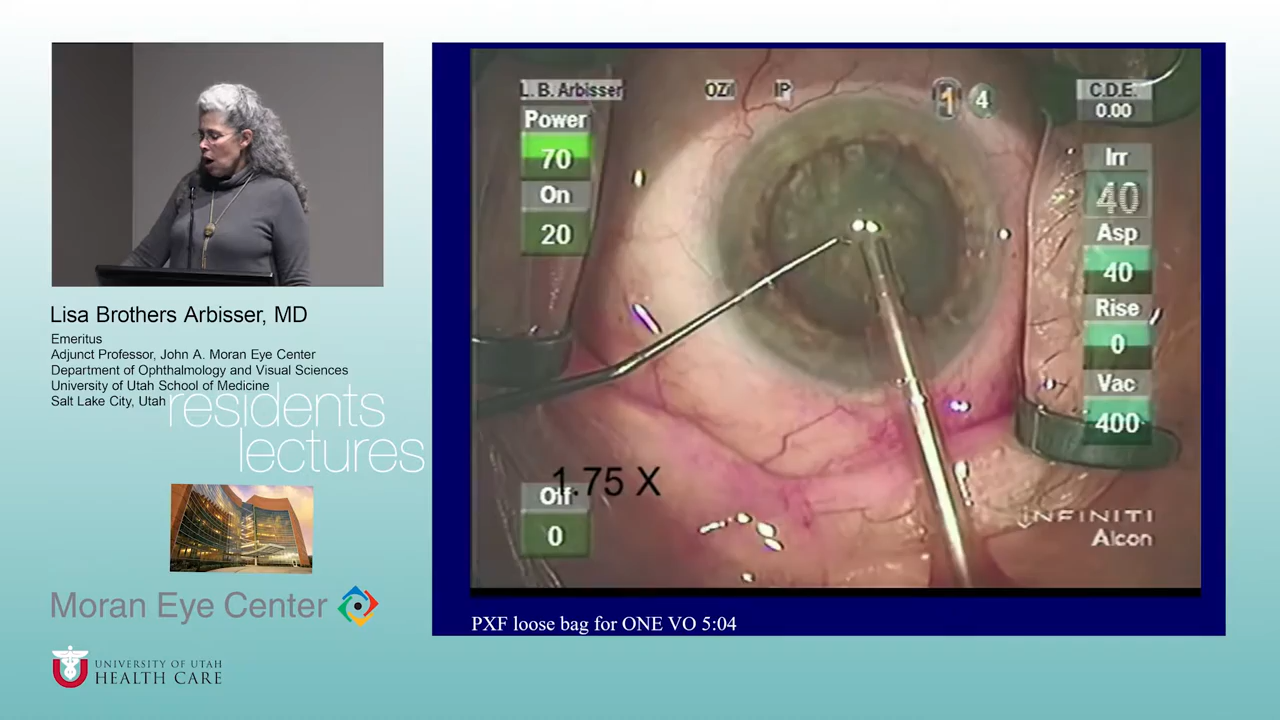 Lisa Brothers Arbisser, MD
Emeritus
Adjunct Professor, John A. Moran Eye Center
Department of Ophthalmology and Visual Sciences
University of Utah School of Medicine
Salt Lake City, Utah
residents
lectures
Moran Eye Center
UNIVERSITY OF UTAH
HEALTH CARE
L. B. Arbisser OZil IP 1 4 C.D.E.
0.00
Power
70
On
20
Irr
40
Asp
40
Rise
0
Vac
400
1.75 X
Off
0
INFINITI
Alcon
PXF loose bag for ONE VO 5:04